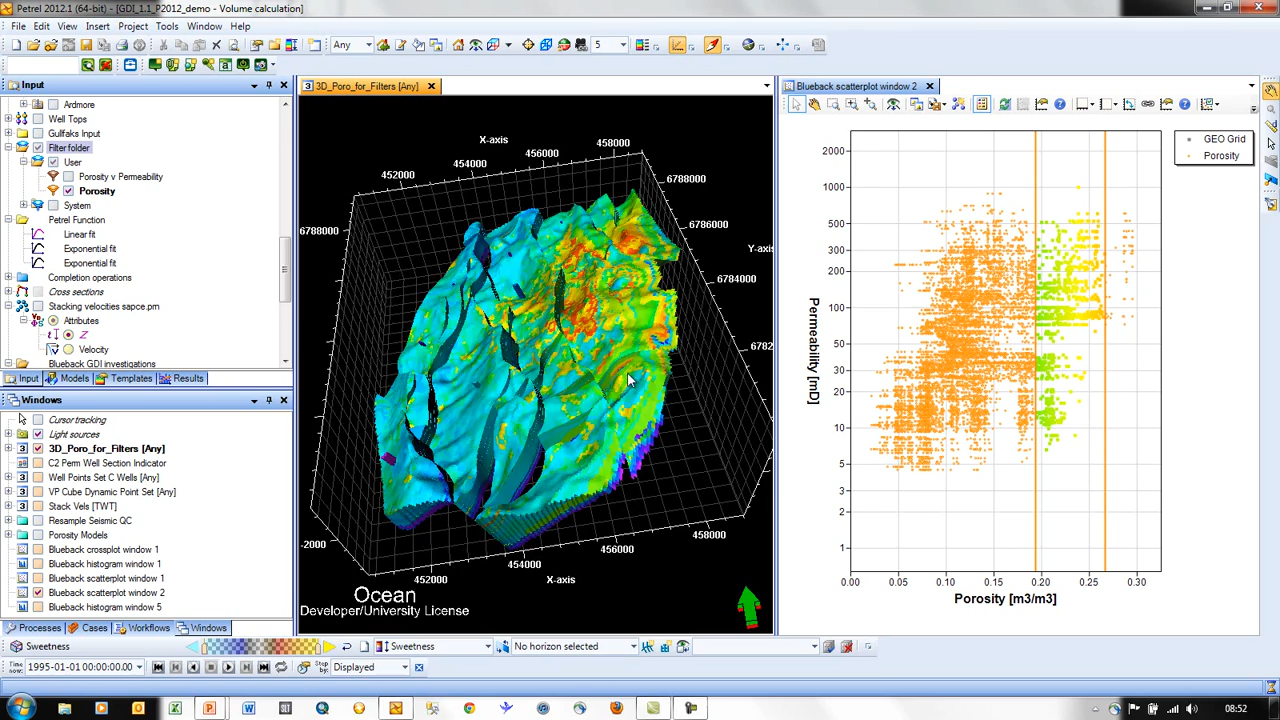 Petrel 2012.1 (64-bit) - [GDI_1.1_P2012_demo - Volume calculation]
File Edit View Insert Project Tools Window Help
Any 5
Input
Ardmore
Well Tops
Gullfaks Input
Filter folder
User
Porosity v Permeability
Porosity
System
Petrel Function
Linear fit
Exponential fit
Exponential fit
Completion operations
Cross sections
Stacking velocities sapce.pm
Attributes
Z
Velocity
Blueback GDI investigations
Input Models Templates Results
Windows
Cursor tracking
Light sources
3D_Poro_for_Filters [Any]
C2 Perm Well Section Indicator
Well Points Set C Wells [Any]
VP Cube Dynamic Point Set [Any]
Stack Vels [TWT]
Resample Seismic QC
Porosity Models
Blueback crossplot window 1
Blueback histogram window 1
Blueback scatterplot window 1
Blueback scatterplot window 2
Blueback histogram window 5
Processes Cases Workflows Windows
3D_Poro_for_Filters [Any]
X-axis
452000 454000 456000 458000
6788000
6788000
6786000
Y-axis
6784000
6782
-2000
452000 454000 456000 458000
X-axis
Ocean
Developer/University License
Blueback scatterplot window 2
GEO Grid
Porosity
2000
1000
500
300
200
100
50
30
20
10
5
3
2
1
Permeability [mD]
0.00 0.05 0.10 0.15 0.20 0.25 0.30
Porosity [m3/m3]
Sweetness Sweetness No horizon selected
Time now: 1995-01-01 00:00:00.00 Step by: Displayed
08:52